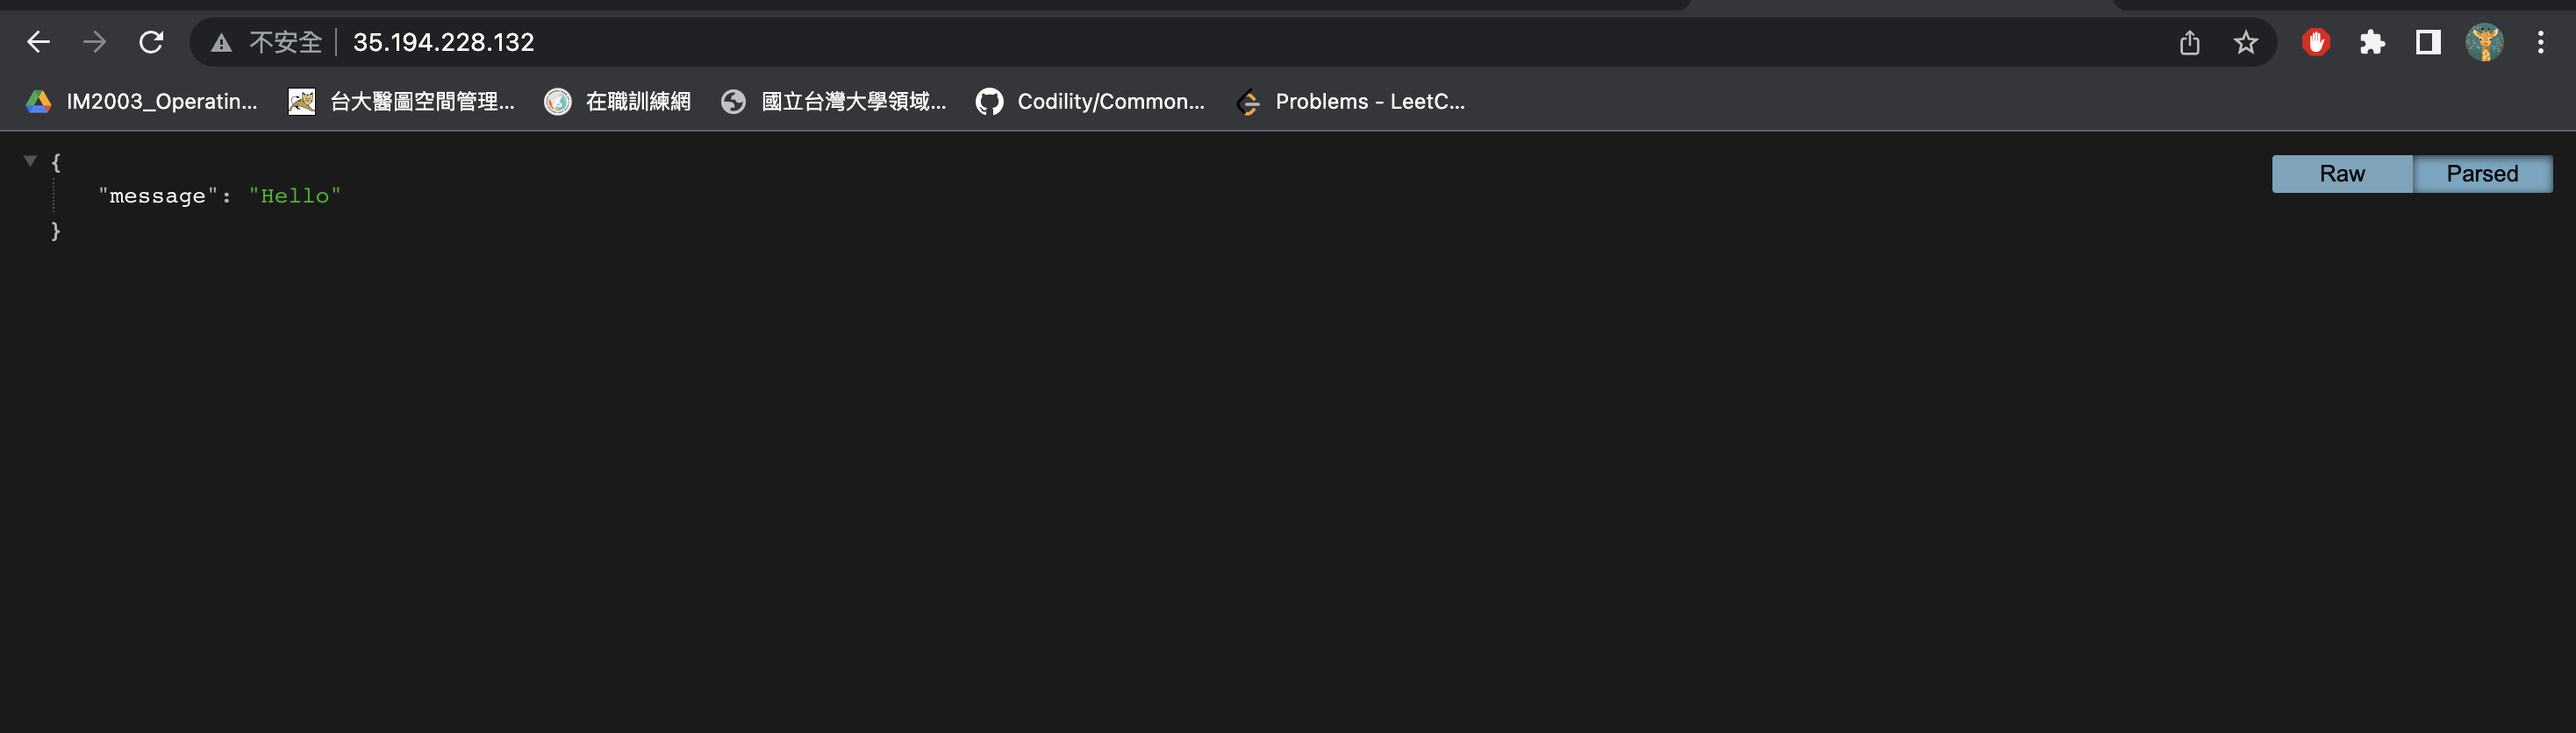 不安全 35.194.228.132
IM2003_Operatin... 台大醫圖空間管理... 在職訓練網 國立台灣大學領域... Codility/Common... Problems - LeetC...
{
Raw Parsed
"message": "Hello"
}